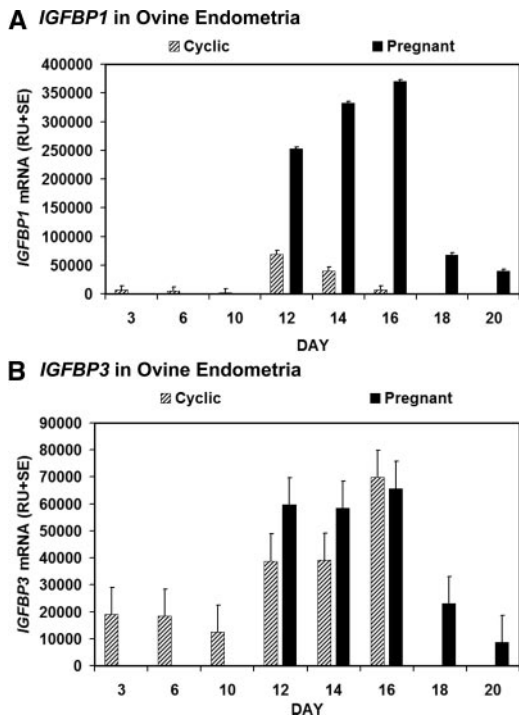 A IGFBP1 in Ovine Endometria
Cyclic Pregnant
IGFBP1 mRNA (RU+SE)
400000
350000
300000
250000
200000
150000
100000
50000
0
3 6 10 12 14 16 18 20
DAY
B IGFBP3 in Ovine Endometria
Cyclic Pregnant
IGFBP3 mRNA (RU+SE)
90000
80000
70000
60000
50000
40000
30000
20000
10000
0
3 6 10 12 14 16 18 20
DAY